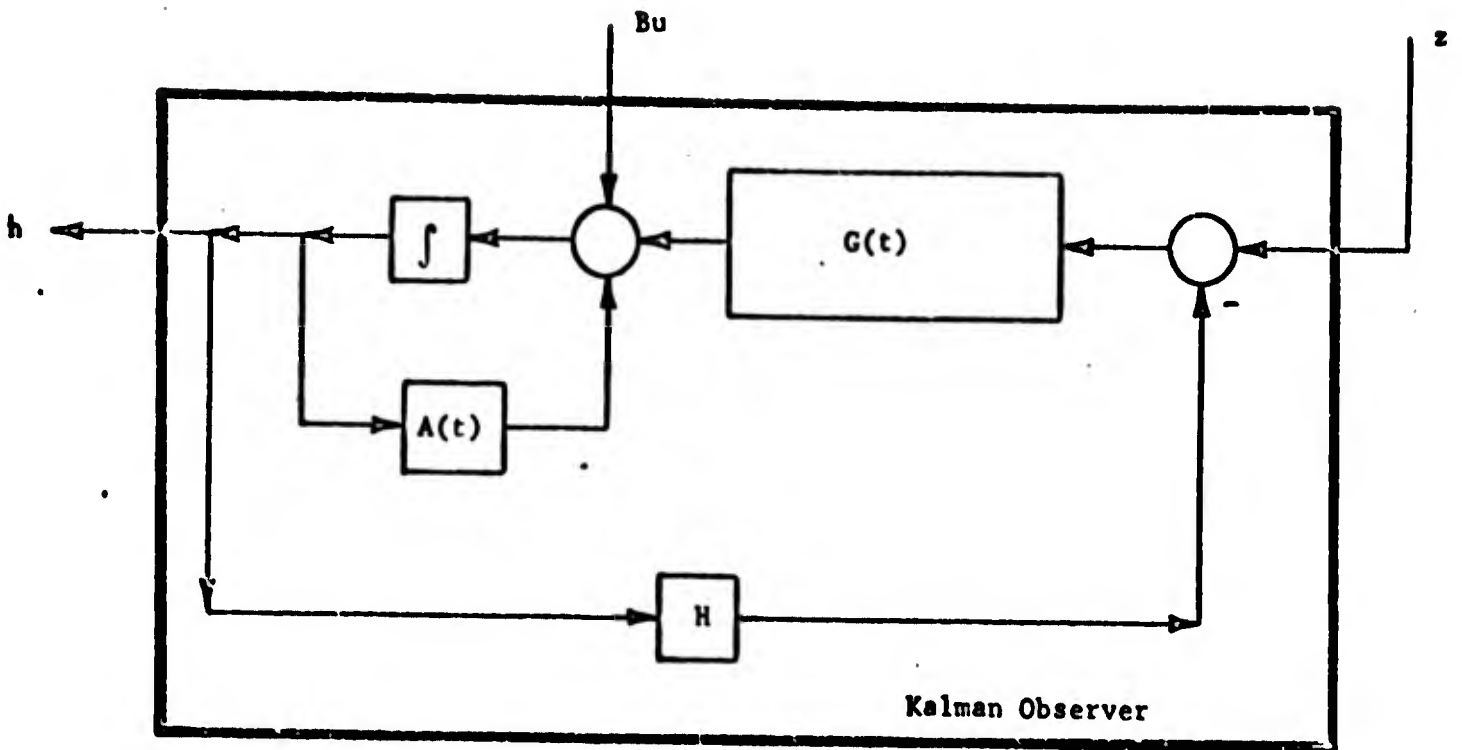 Bu
z
h
∫
G(t)
-
A(t)
H
Kalman Observer